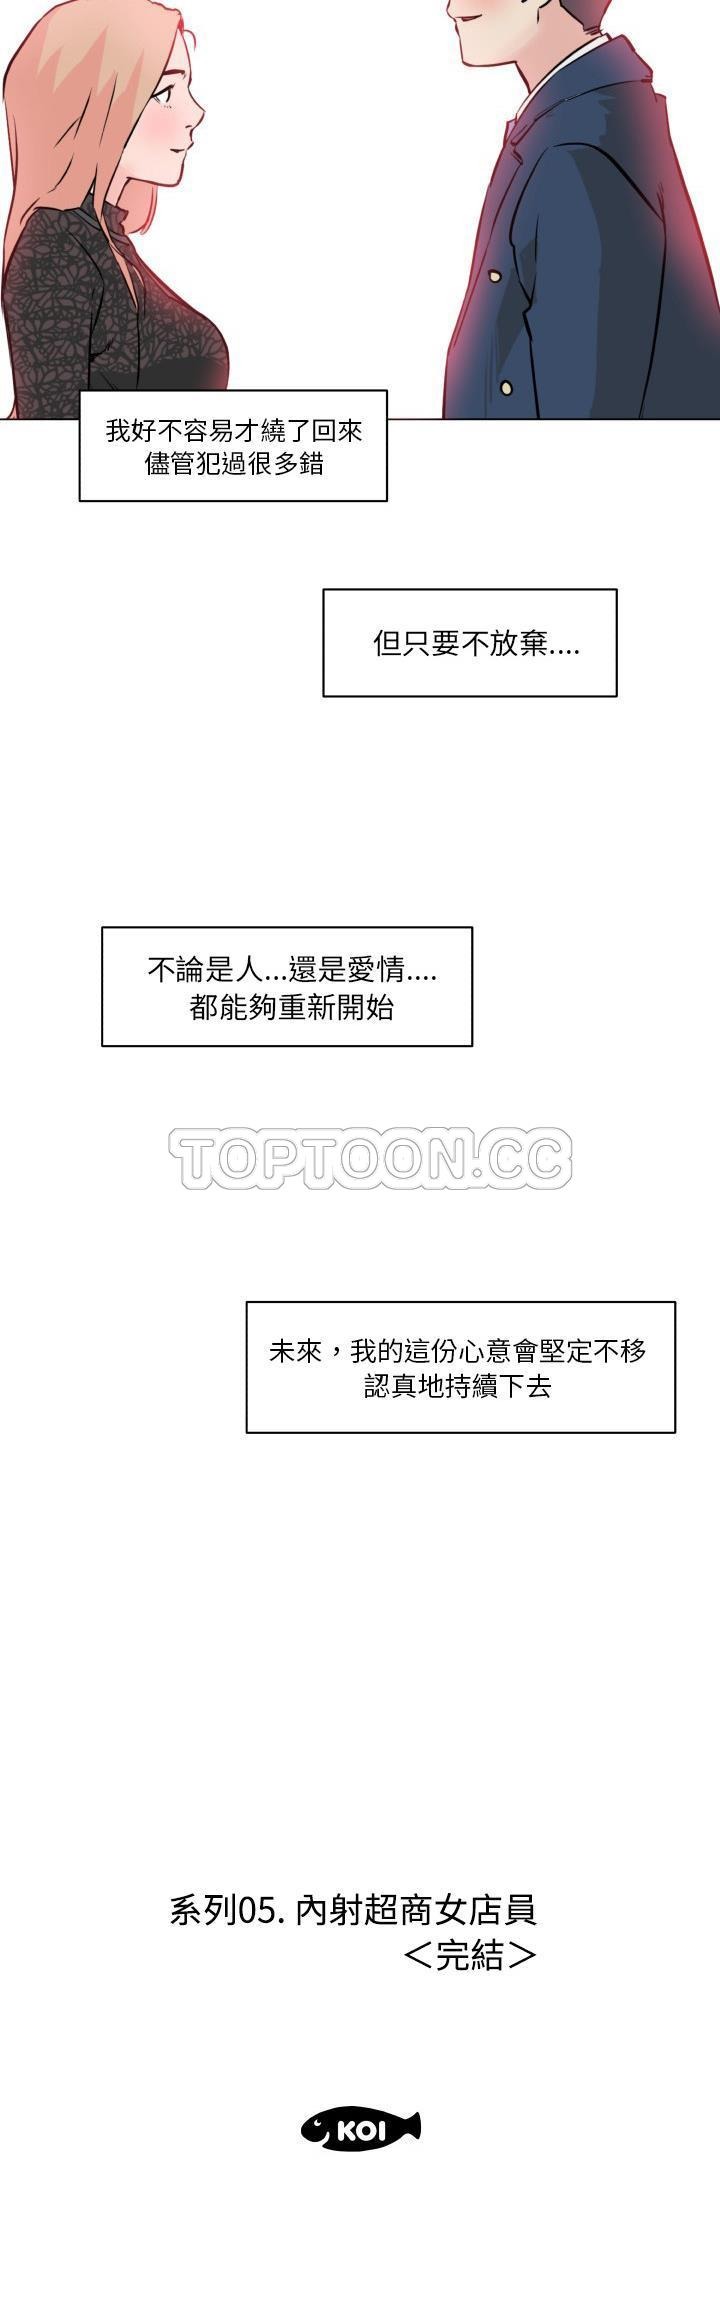 我好不容易才繞了回來
儘管犯過很多錯
但只要不放棄....
不論是人...還是愛情....
都能夠重新開始
TOPTOON.CC
未來，我的這份心意會堅定不移
認真地持續下去
系列05. 內射超商女店員
＜完結＞
KOI